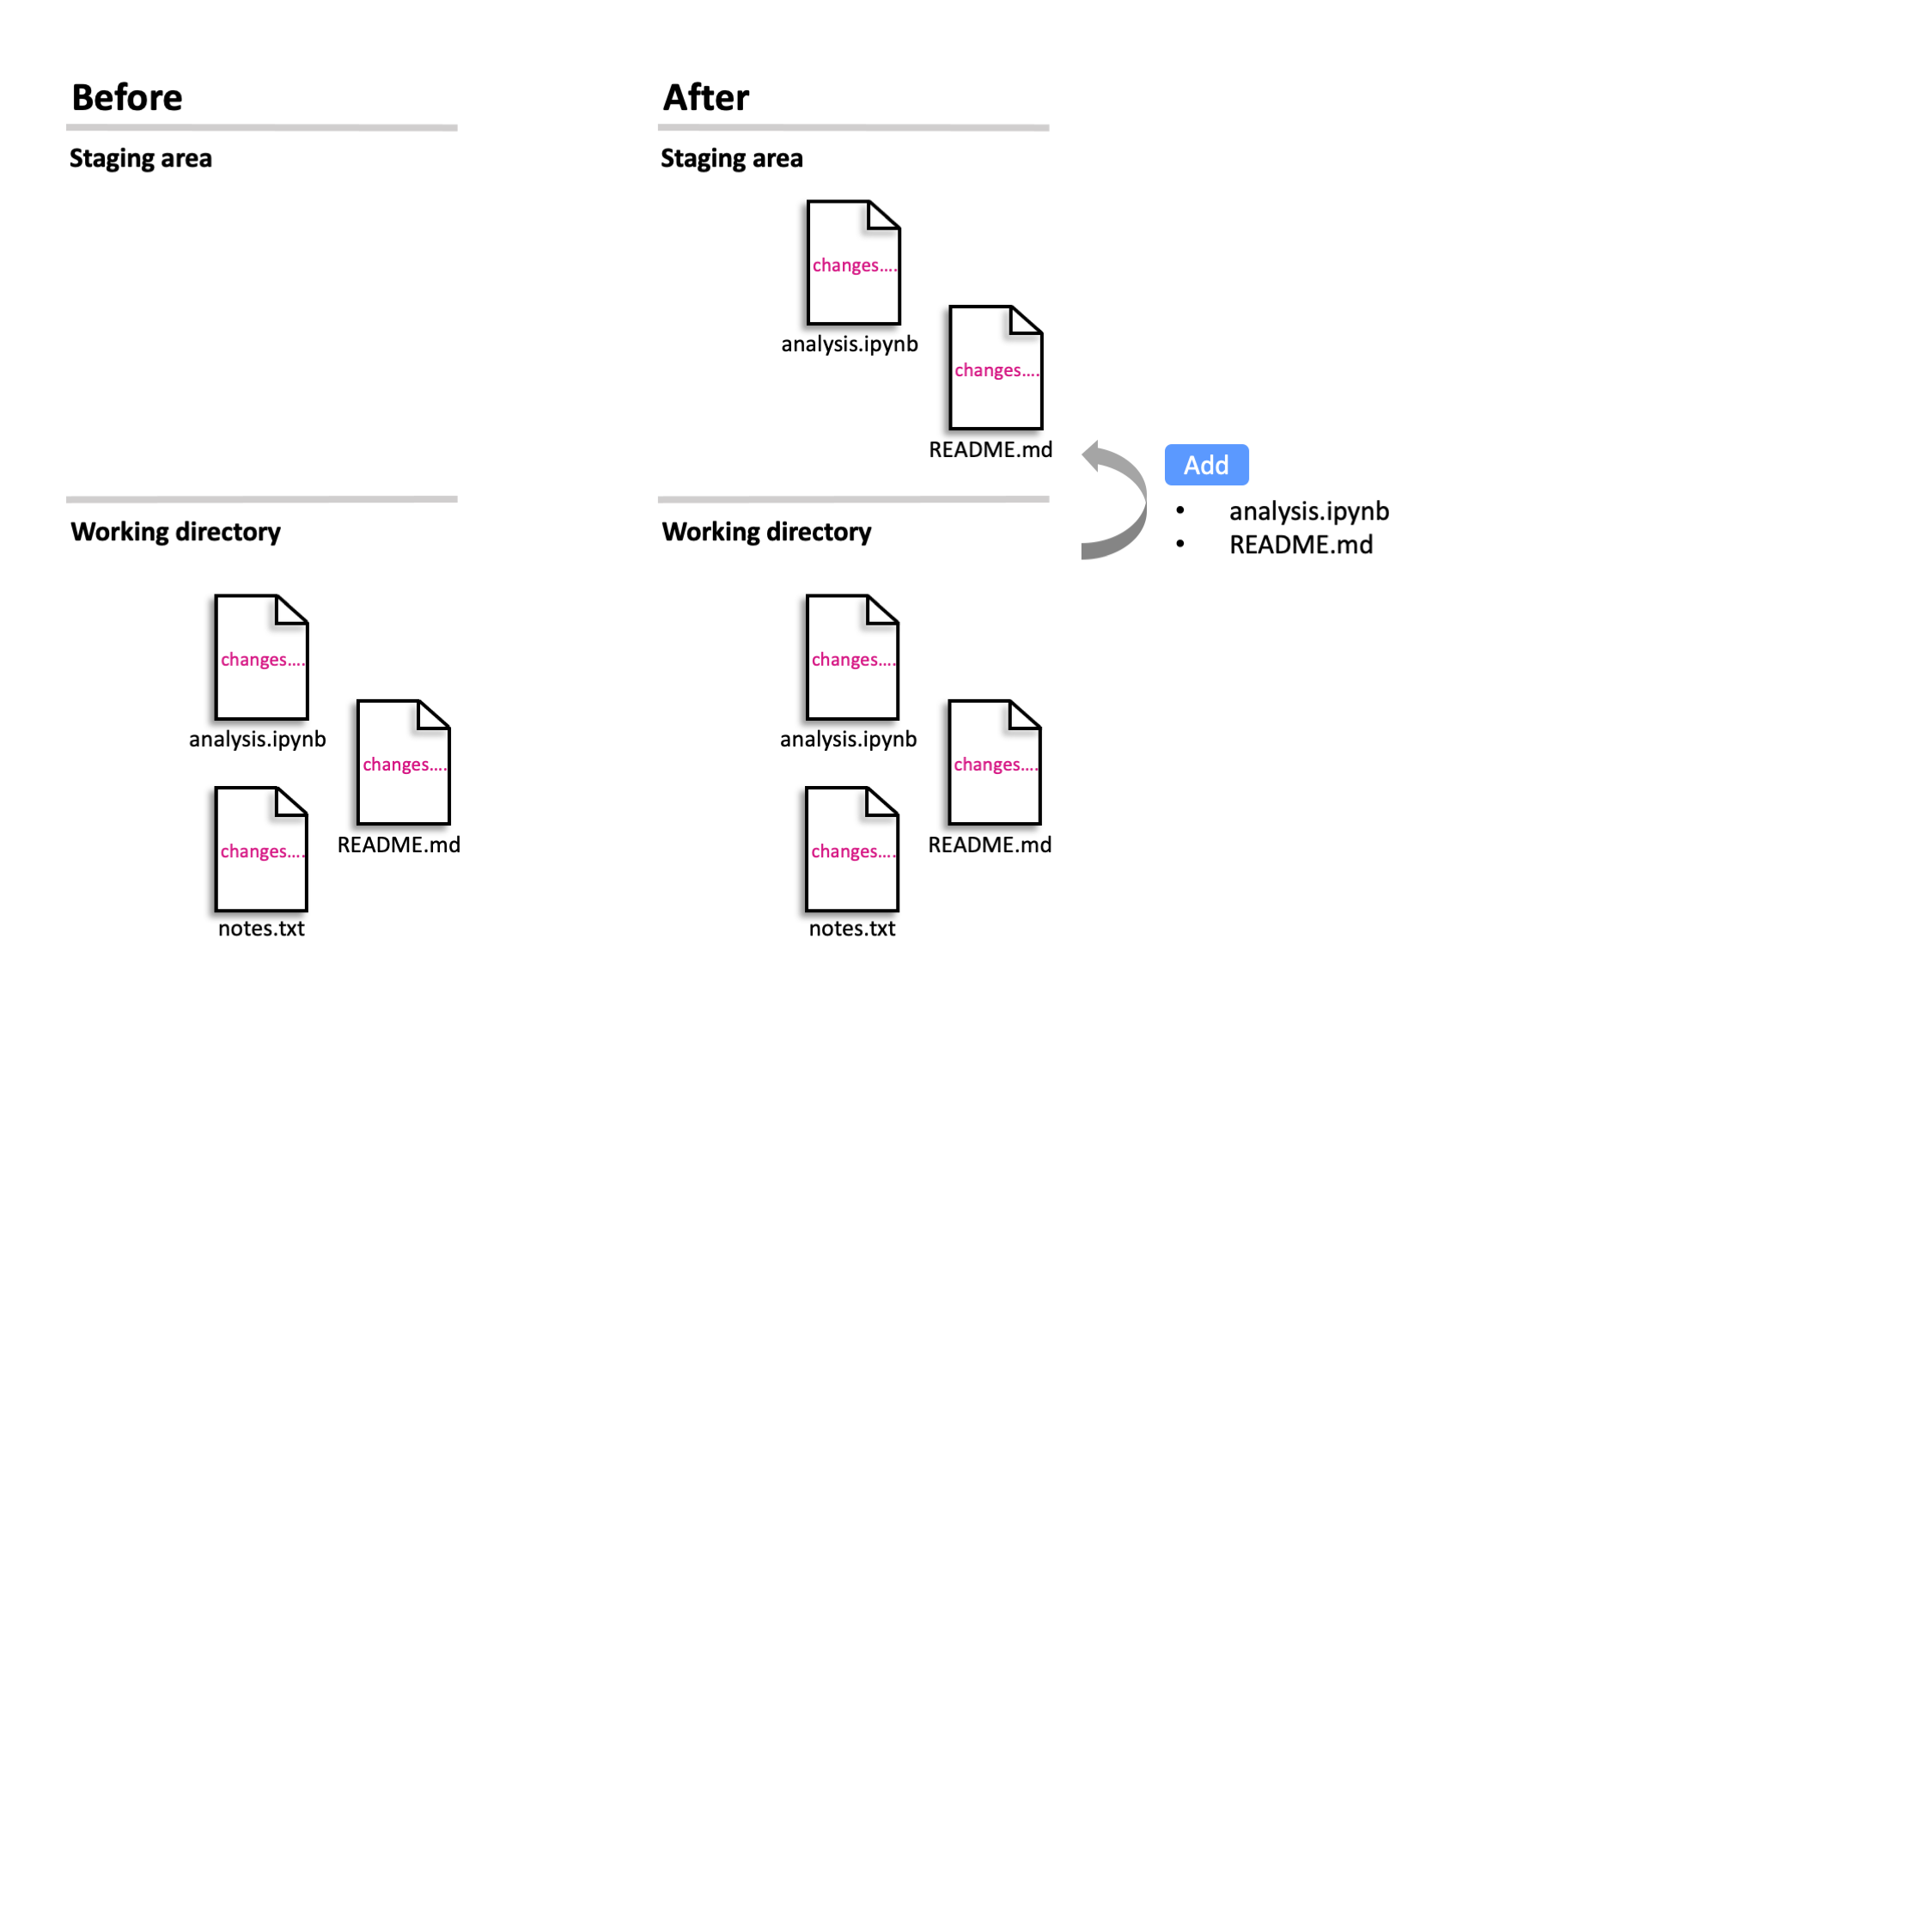 Before
Staging area
Working directory
changes....
analysis.ipynb
changes....
README.md
changes....
notes.txt
After
Staging area
changes....
analysis.ipynb
changes....
README.md
Working directory
changes....
analysis.ipynb
changes....
README.md
changes....
notes.txt
Add
• analysis.ipynb
• README.md